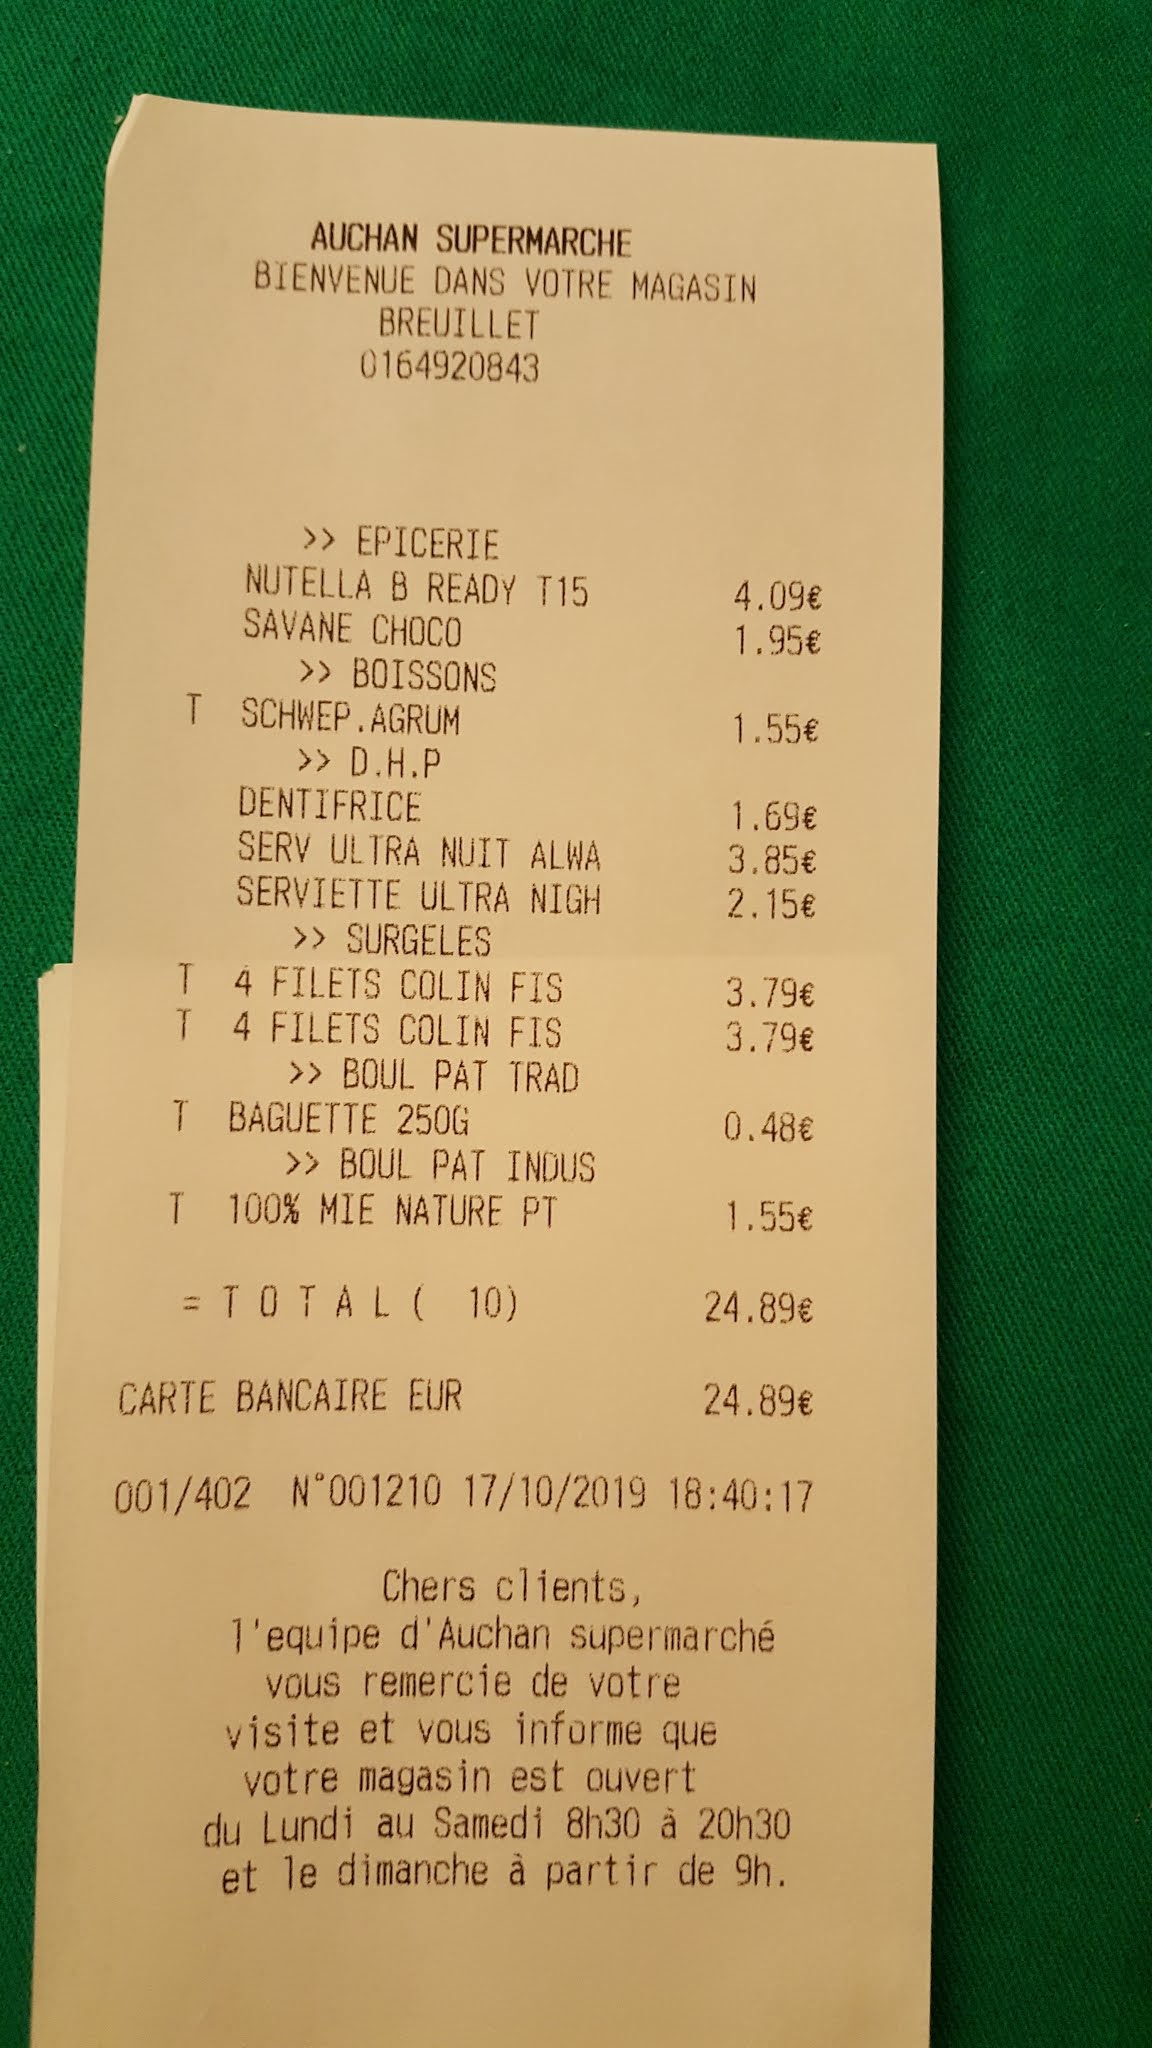 AUCHAN SUPERMARCHE
BIENVENUE DANS VOTRE MAGASIN
BREUILLET
0164920843
>> EPICERIE
NUTELLA B READY T15 4.09€
SAVANE CHOCO 1.95€
>> BOISSONS
T SCHWEP.AGRUM 1.55€
>> D.H.P
DENTIFRICE 1.69€
SERV ULTRA NUIT ALWA 3.85€
SERVIETTE ULTRA NIGH 2.15€
>> SURGELES
T 4 FILETS COLIN FIS 3.79€
T 4 FILETS COLIN FIS 3.79€
>> BOUL PAT TRAD
T BAGUETTE 250G 0.48€
>> BOUL PAT INDUS
T 100% MIE NATURE PT 1.55€
= T O T A L ( 10) 24.89€
CARTE BANCAIRE EUR 24.89€
001/402 N°001210 17/10/2019 18:40:17
Chers clients,
l'equipe d'Auchan supermarché
vous remercie de votre
visite et vous informe que
votre magasin est ouvert
du Lundi au Samedi 8h30 à 20h30
et le dimanche à partir de 9h.